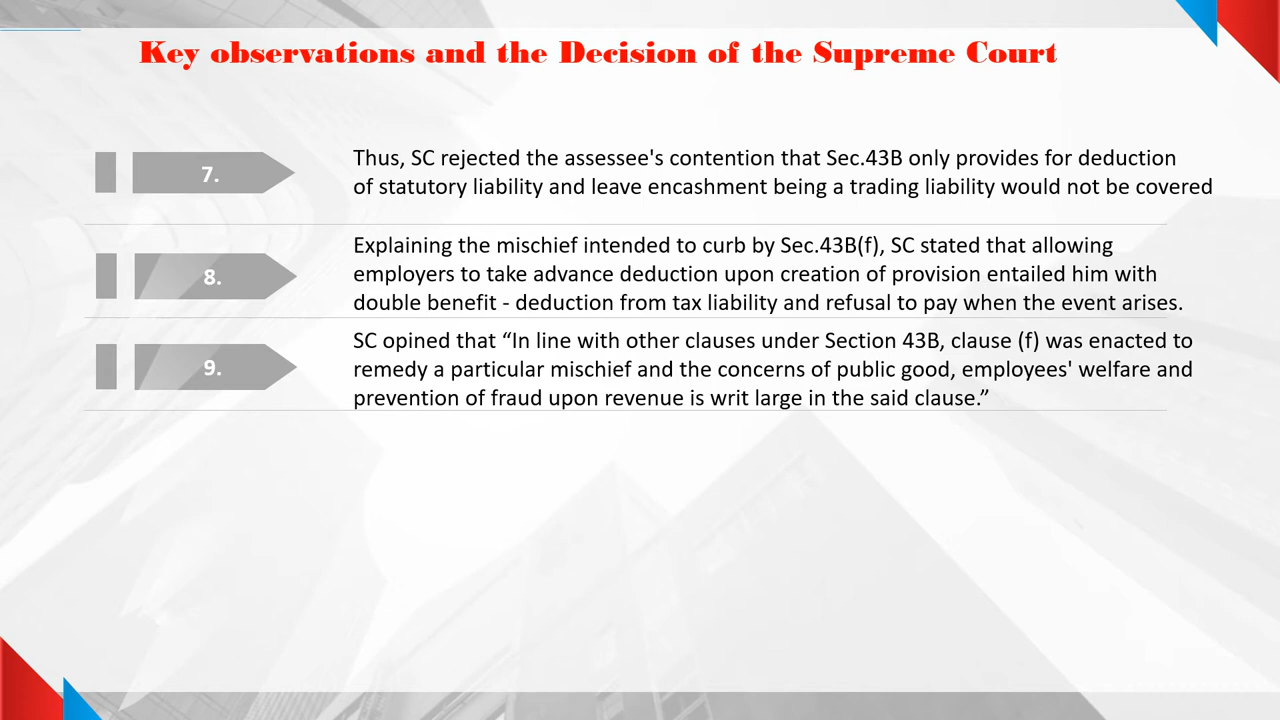 Key observations and the Decision of the Supreme Court
7.
Thus, SC rejected the assessee's contention that Sec.43B only provides for deduction
of statutory liability and leave encashment being a trading liability would not be covered
8.
Explaining the mischief intended to curb by Sec.43B(f), SC stated that allowing
employers to take advance deduction upon creation of provision entailed him with
double benefit - deduction from tax liability and refusal to pay when the event arises.
9.
SC opined that “In line with other clauses under Section 43B, clause (f) was enacted to
remedy a particular mischief and the concerns of public good, employees' welfare and
prevention of fraud upon revenue is writ large in the said clause.”